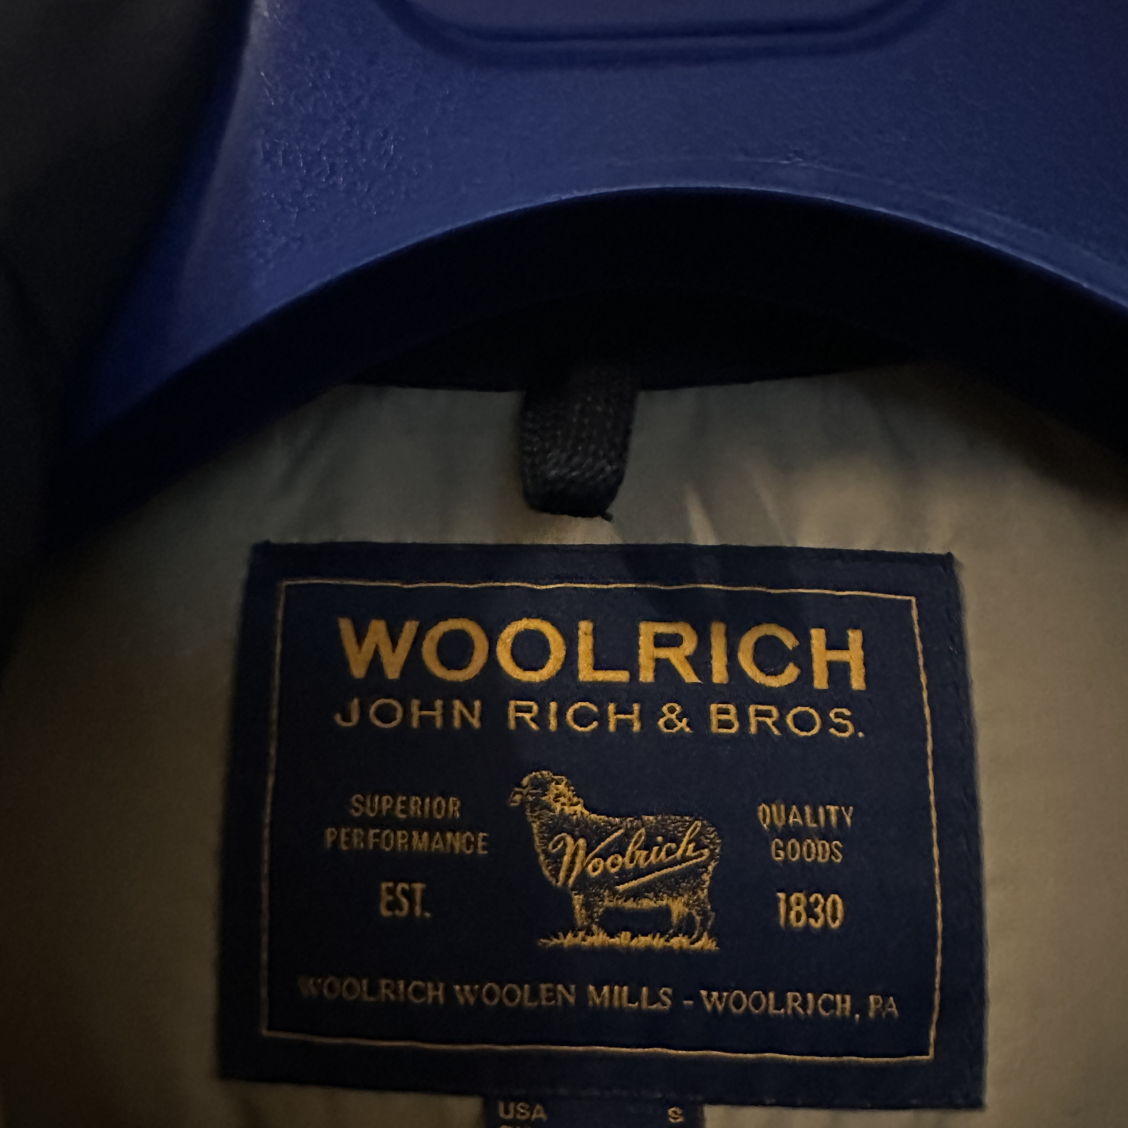 WOOLRICH
JOHN RICH & BROS.
SUPERIOR
PERFORMANCE
EST.
Woolrich
QUALITY
GOODS
1830
WOOLRICH WOOLEN MILLS - WOOLRICH, PA
USA S